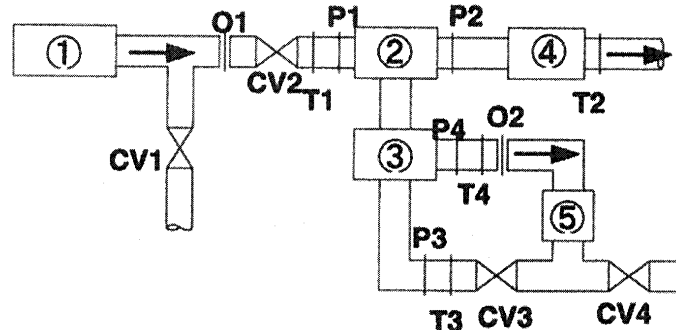 O1
P1
P2
①
②
④
CV2
T1
T2
O2
P4
CV1
③
T4
⑤
P3
T3
CV3
CV4